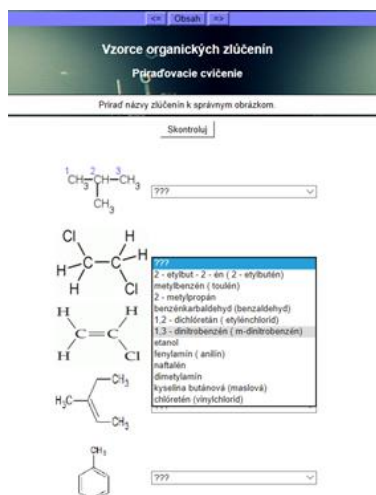 <= Obsah =>
Vzorce organických zlúčenín
Priraďovacie cvičenie
Priraď názvy zlúčenín k správnym obrázkom.
Skontroluj
1 2 3
CH3-CH-CH3
CH3
???
Cl H
H-C-C-H
H Cl
???
2 - etylbut - 2 - én ( 2 - etylbutén)
metylbenzén ( toulén)
2 - metylpropán
benzénkarbaldehyd (benzaldehyd)
1,2 - dichlóretán ( etylénchlorid)
1,3 - dinitrobenzén ( m-dinitrobenzén)
etanol
fenylamín ( anilín)
naftalén
dimetylamín
kyselina butánová (maslová)
chlóretén (vinylchlorid)
H H
C=C
H Cl
CH3
H3C
CH3
???
CH3
???